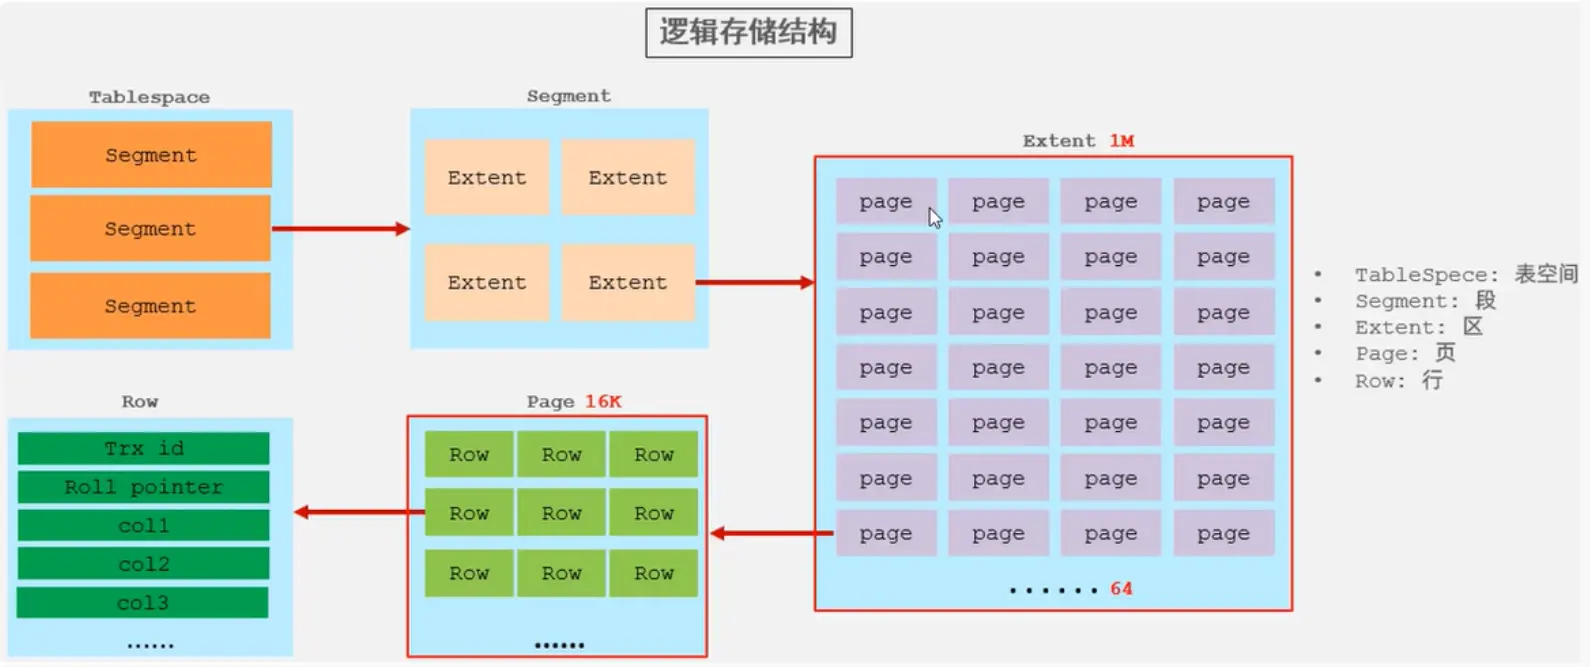 逻辑存储结构
Tablespace
Segment
Segment
Segment
Segment
Extent Extent
Extent Extent
Extent 1M
page page page page
page page page page
page page page page
page page page page
page page page page
page page page page
page page page page
······ 64
• TableSpece: 表空间
• Segment: 段
• Extent: 区
• Page: 页
• Row: 行
Row
Trx id
Roll pointer
col1
col2
col3
······
Page 16K
Row Row Row
Row Row Row
Row Row Row
······